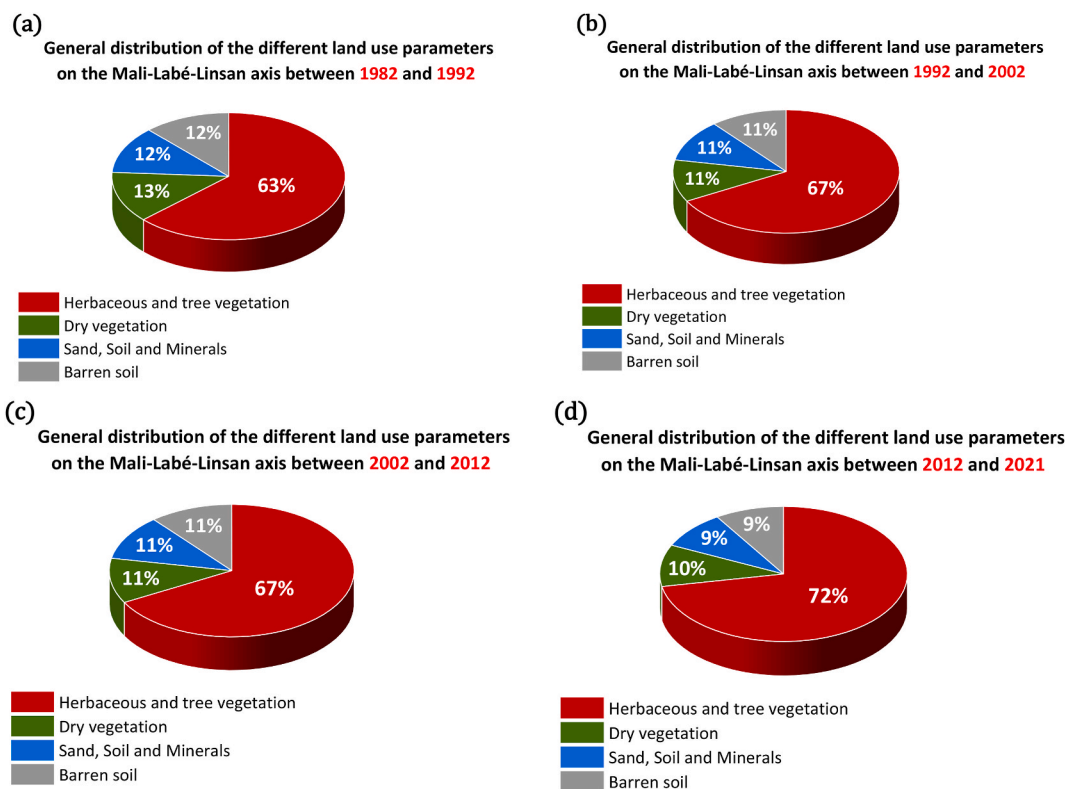 (a)
General distribution of the different land use parameters
on the Mali-Labé-Linsan axis between 1982 and 1992
12%
12%
13%
63%
Herbaceous and tree vegetation
Dry vegetation
Sand, Soil and Minerals
Barren soil
(b)
General distribution of the different land use parameters
on the Mali-Labé-Linsan axis between 1992 and 2002
11%
11%
11%
67%
Herbaceous and tree vegetation
Dry vegetation
Sand, Soil and Minerals
Barren soil
(c)
General distribution of the different land use parameters
on the Mali-Labé-Linsan axis between 2002 and 2012
11%
11%
11%
67%
Herbaceous and tree vegetation
Dry vegetation
Sand, Soil and Minerals
Barren soil
(d)
General distribution of the different land use parameters
on the Mali-Labé-Linsan axis between 2012 and 2021
9%
9%
10%
72%
Herbaceous and tree vegetation
Dry vegetation
Sand, Soil and Minerals
Barren soil